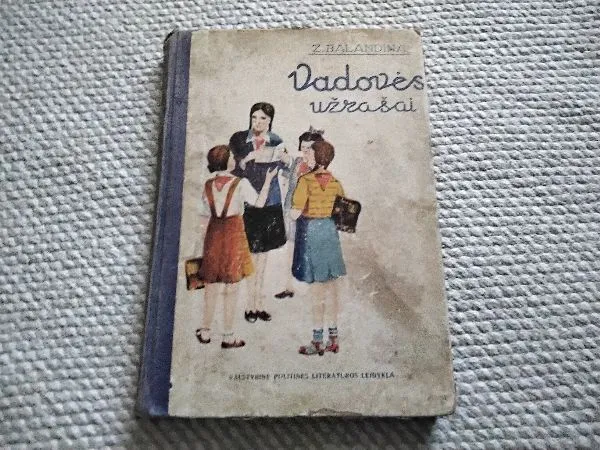 Z. BALANDINA
Vadovės
užrašai
VALSTYBINĖ POLITINĖS LITERATŪROS LEIDYKLA